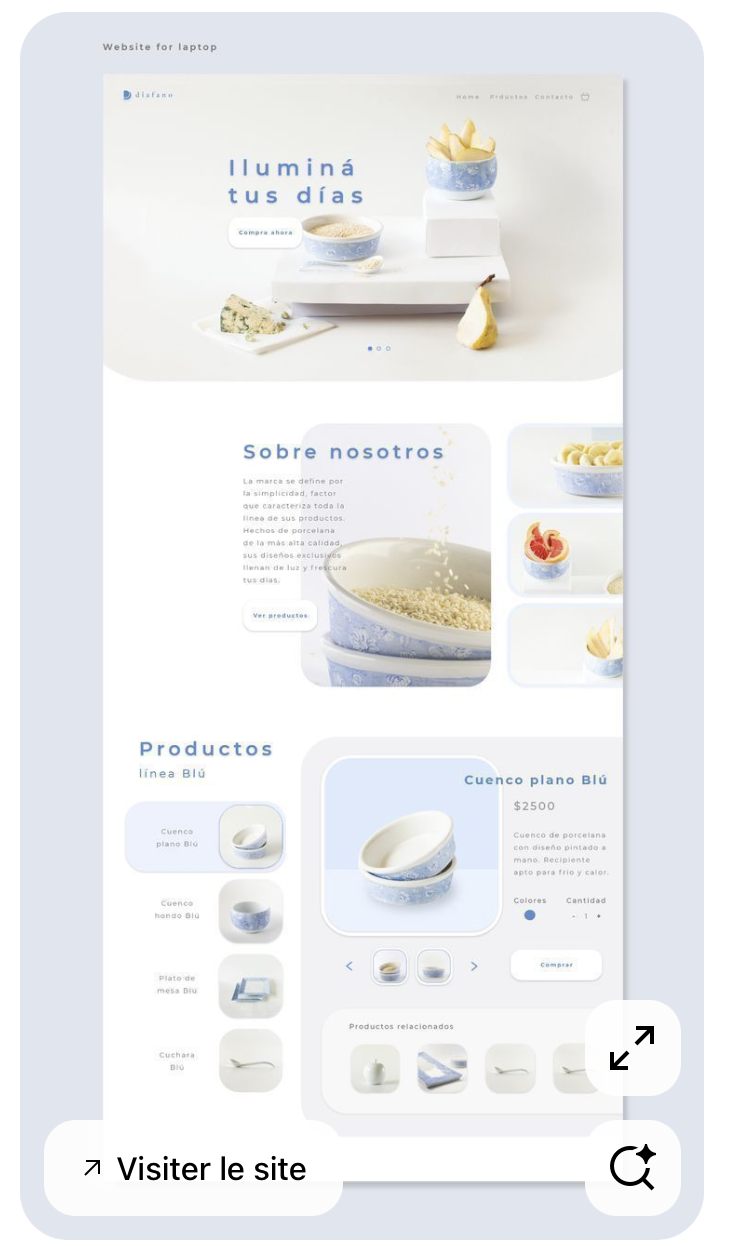 Website for laptop
diafano
Home Prductos Contacto
Iluminá
tus días
Compra ahora
Sobre nosotros
La marca se define por
la simplicidad, factor
que caracteriza toda la
línea de sus productos.
Hechos de porcelana
de la más alta calidad,
sus diseños exclusivos
llenan de luz y frescura
tus días.
Ver productos
Productos
línea Blú
Cuenco
plano Blú
Cuenco
hondo Blú
Plato de
mesa Blu
Cuchara
Blú
Cuenco plano Blú
$2500
Cuenco de porcelana
con diseño pintado a
mano. Recipiente
apto para frio y calor.
Colores Cantidad
- 1 +
Comprar
Productos relacionados
Visiter le site